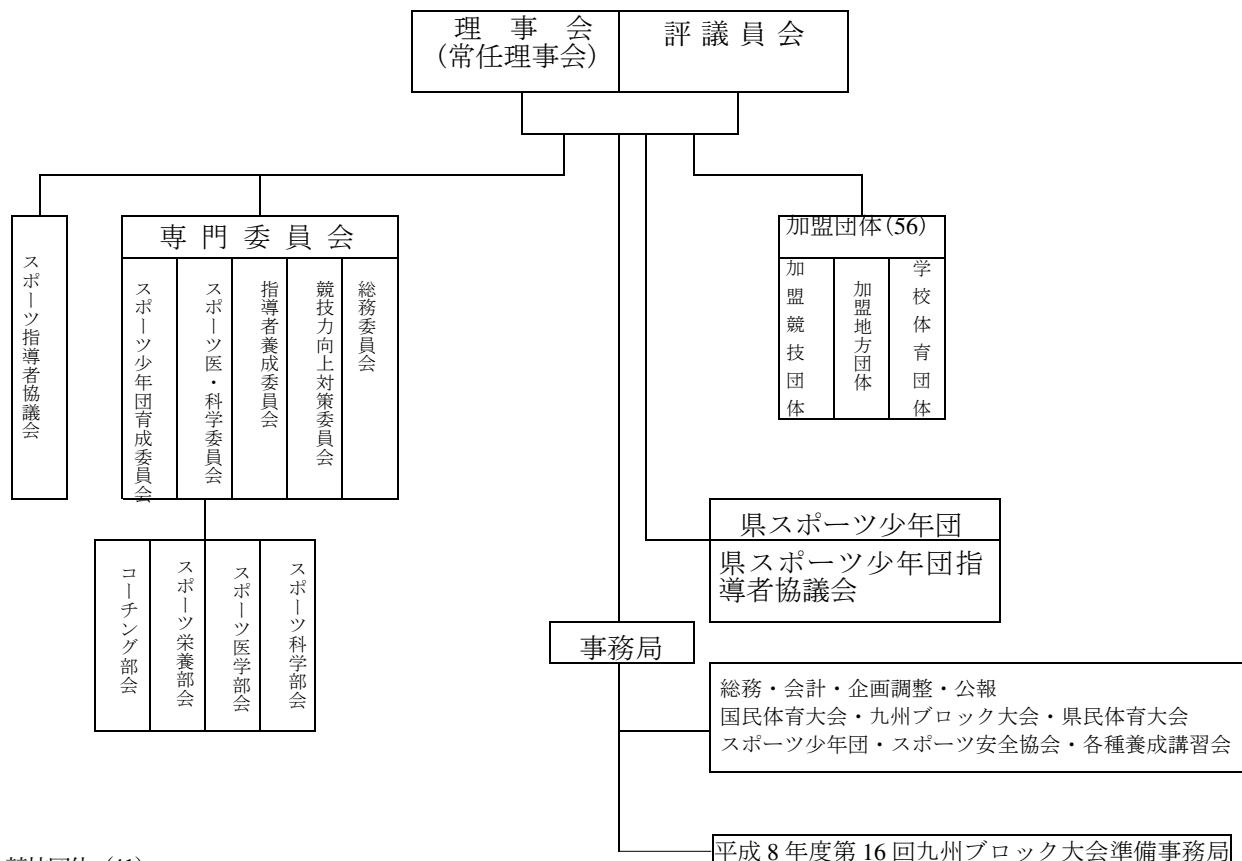 理事会
(常任理事会)
評議員会
スポーツ指導者協議会
専門委員会
スポーツ少年団育成委員会
スポーツ医・科学委員会
指導者養成委員会
競技力向上対策委員会
総務委員会
コーチング部会
スポーツ栄養部会
スポーツ医学部会
スポーツ科学部会
加盟団体(56)
加盟競技団体
加盟地方団体
学校体育団体
県スポーツ少年団
県スポーツ少年団指
導者協議会
事務局
総務・会計・企画調整・公報
国民体育大会・九州ブロック大会・県民体育大会
スポーツ少年団・スポーツ安全協会・各種養成講習会
平成8年度第16回九州ブロック大会準備事務局